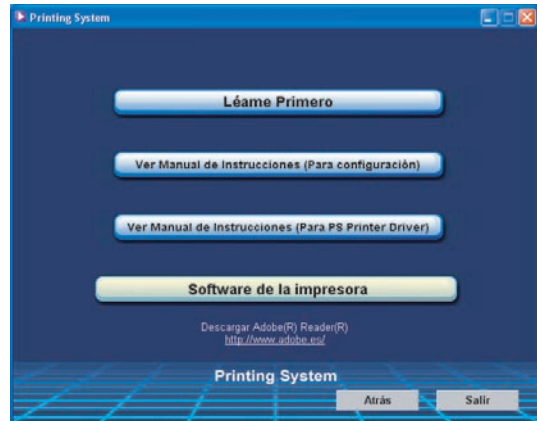 Printing System
Léame Primero
Ver Manual de Instrucciones (Para configuración)
Ver Manual de Instrucciones (Para PS Printer Driver)
Software de la impresora
Descargar Adobe(R) Reader(R)
http://www.adobe.es/
Printing System
Atrás
Salir